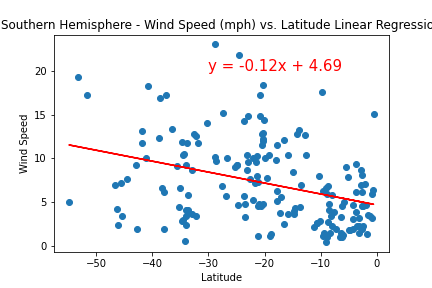 Southern Hemisphere - Wind Speed (mph) vs. Latitude Linear Regressio
y = -0.12x + 4.69
20
15
10
5
0
Wind Speed
−50 −40 −30 −20 −10 0
Latitude